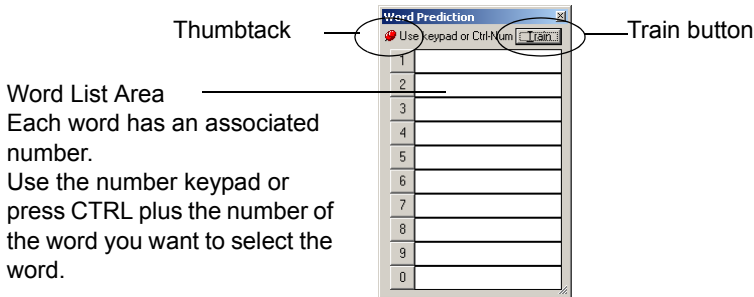 Thumbtack
Word Prediction
Train button
Use keypad or Ctrl-Num Train
Word List Area
Each word has an associated
number.
Use the number keypad or
press CTRL plus the number of
the word you want to select the
word.
1
2
3
4
5
6
7
8
9
0